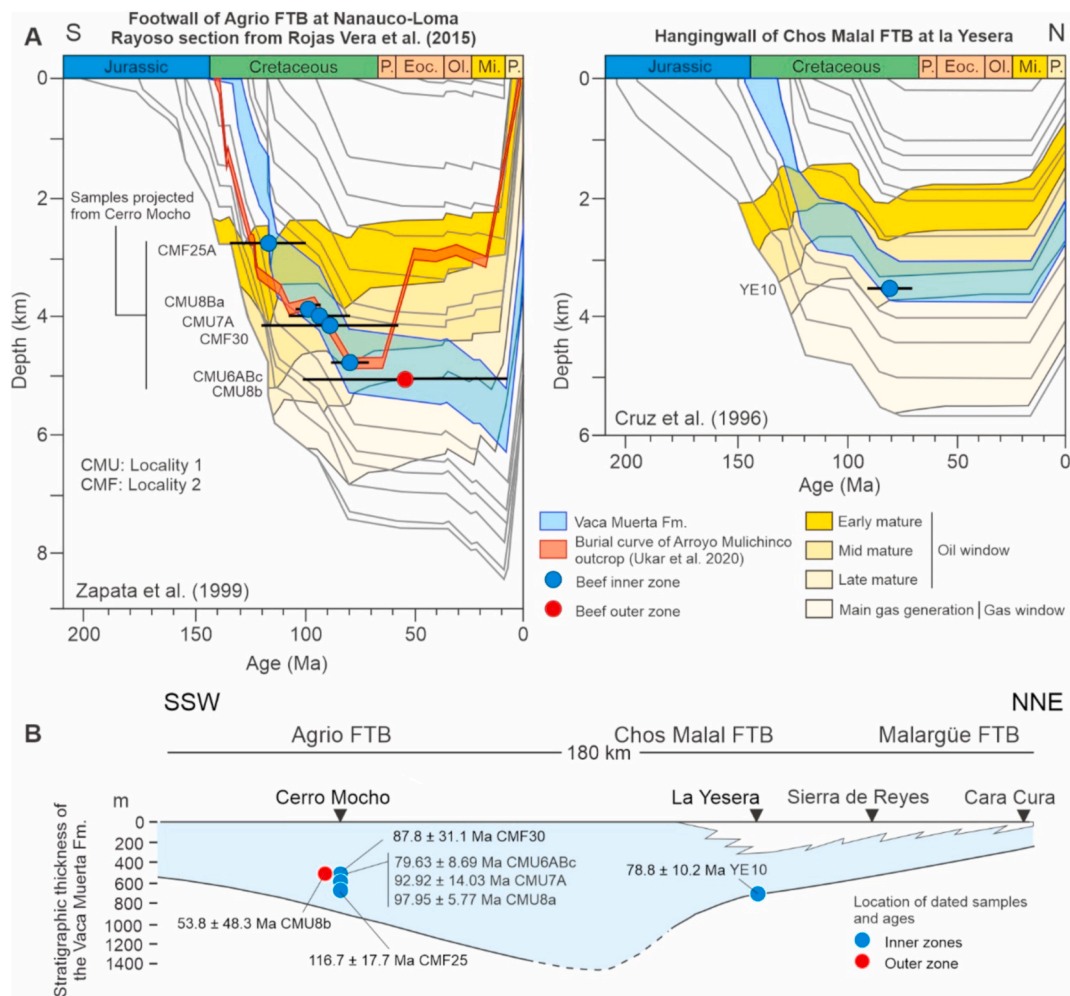 A
S
Footwall of Agrio FTB at Nanauco-Loma
Rayoso section from Rojas Vera et al. (2015)
Jurassic
Cretaceous
P.
Eoc.
Ol.
Mi.
P.
0
2
4
6
8
Depth (km)
Samples projected
from Cerro Mocho
CMF25A
CMU8Ba
CMU7A
CMF30
CMU6ABc
CMU8b
CMU: Locality 1
CMF: Locality 2
Zapata et al. (1999)
200
150
100
50
0
Age (Ma)
Hangingwall of Chos Malal FTB at la Yesera
N
Jurassic
Cretaceous
P.
Eoc.
Ol.
Mi.
P.
0
2
4
6
Depth (km)
YE10
Cruz et al. (1996)
200
150
100
50
0
Age (Ma)
Vaca Muerta Fm.
Burial curve of Arroyo Mulichinco
outcrop (Ukar et al. 2020)
Beef inner zone
Beef outer zone
Early mature
Mid mature
Late mature
Oil window
Main gas generation
Gas window
B
SSW
NNE
Agrio FTB
Chos Malal FTB
Malargüe FTB
180 km
Cerro Mocho
La Yesera
Sierra de Reyes
Cara Cura
Stratigraphic thickness of
the Vaca Muerta Fm.
m
0
200
400
600
800
1000
1200
1400
87.8 ± 31.1 Ma CMF30
79.63 ± 8.69 Ma CMU6ABc
92.92 ± 14.03 Ma CMU7A
97.95 ± 5.77 Ma CMU8a
53.8 ± 48.3 Ma CMU8b
116.7 ± 17.7 Ma CMF25
78.8 ± 10.2 Ma YE10
Location of dated samples
and ages
Inner zones
Outer zone